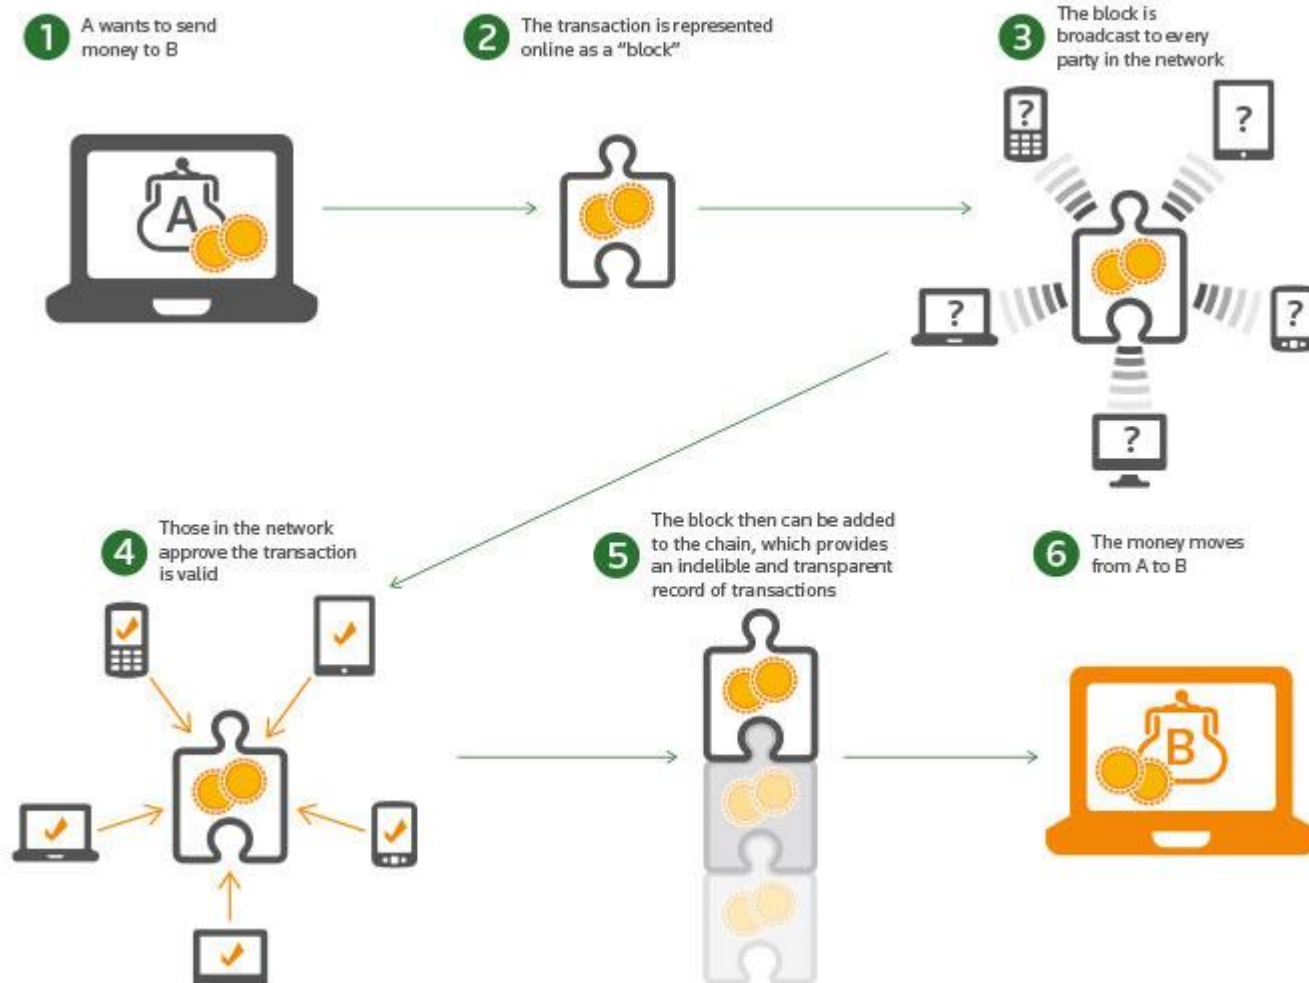 1
A wants to send
money to B
2
The transaction is represented
online as a “block”
3
The block is
broadcast to every
party in the network
?
?
A
?
?
?
4
Those in the network
approve the transaction
is valid
5
The block then can be added
to the chain, which provides
an indelible and transparent
record of transactions
6
The money moves
from A to B
B